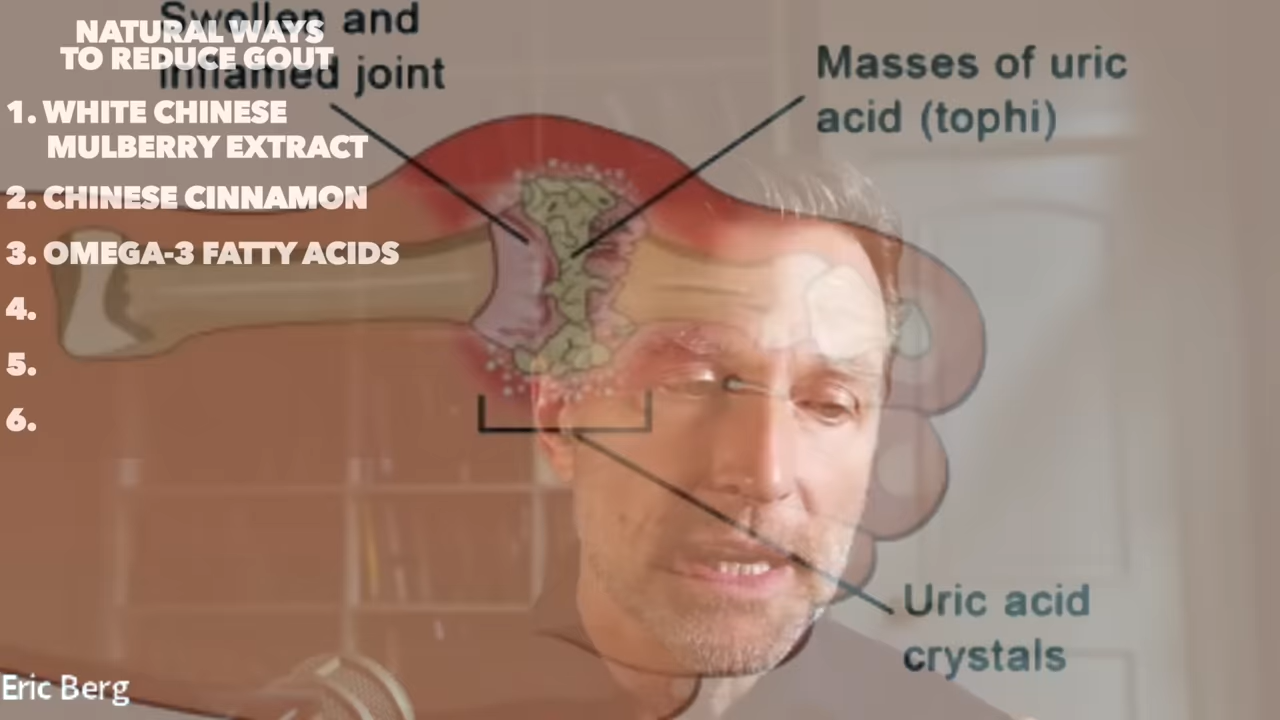 NATURAL WAYS
TO REDUCE GOUT
1. WHITE CHINESE
MULBERRY EXTRACT
2. CHINESE CINNAMON
3. OMEGA-3 FATTY ACIDS
4.
5.
6.
Swollen and
inflamed joint
Masses of uric
acid (tophi)
Uric acid
crystals
Eric Berg